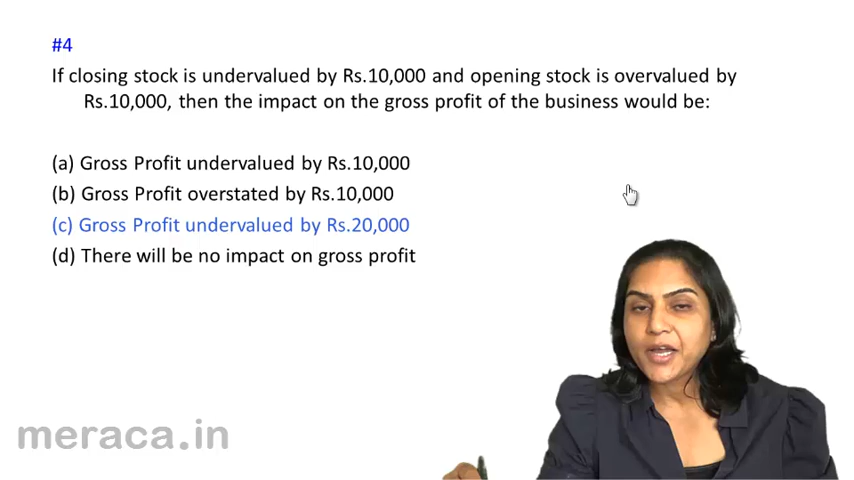 #4
If closing stock is undervalued by Rs.10,000 and opening stock is overvalued by
Rs.10,000, then the impact on the gross profit of the business would be:
(a) Gross Profit undervalued by Rs.10,000
(b) Gross Profit overstated by Rs.10,000
(c) Gross Profit undervalued by Rs.20,000
(d) There will be no impact on gross profit
meraca.in